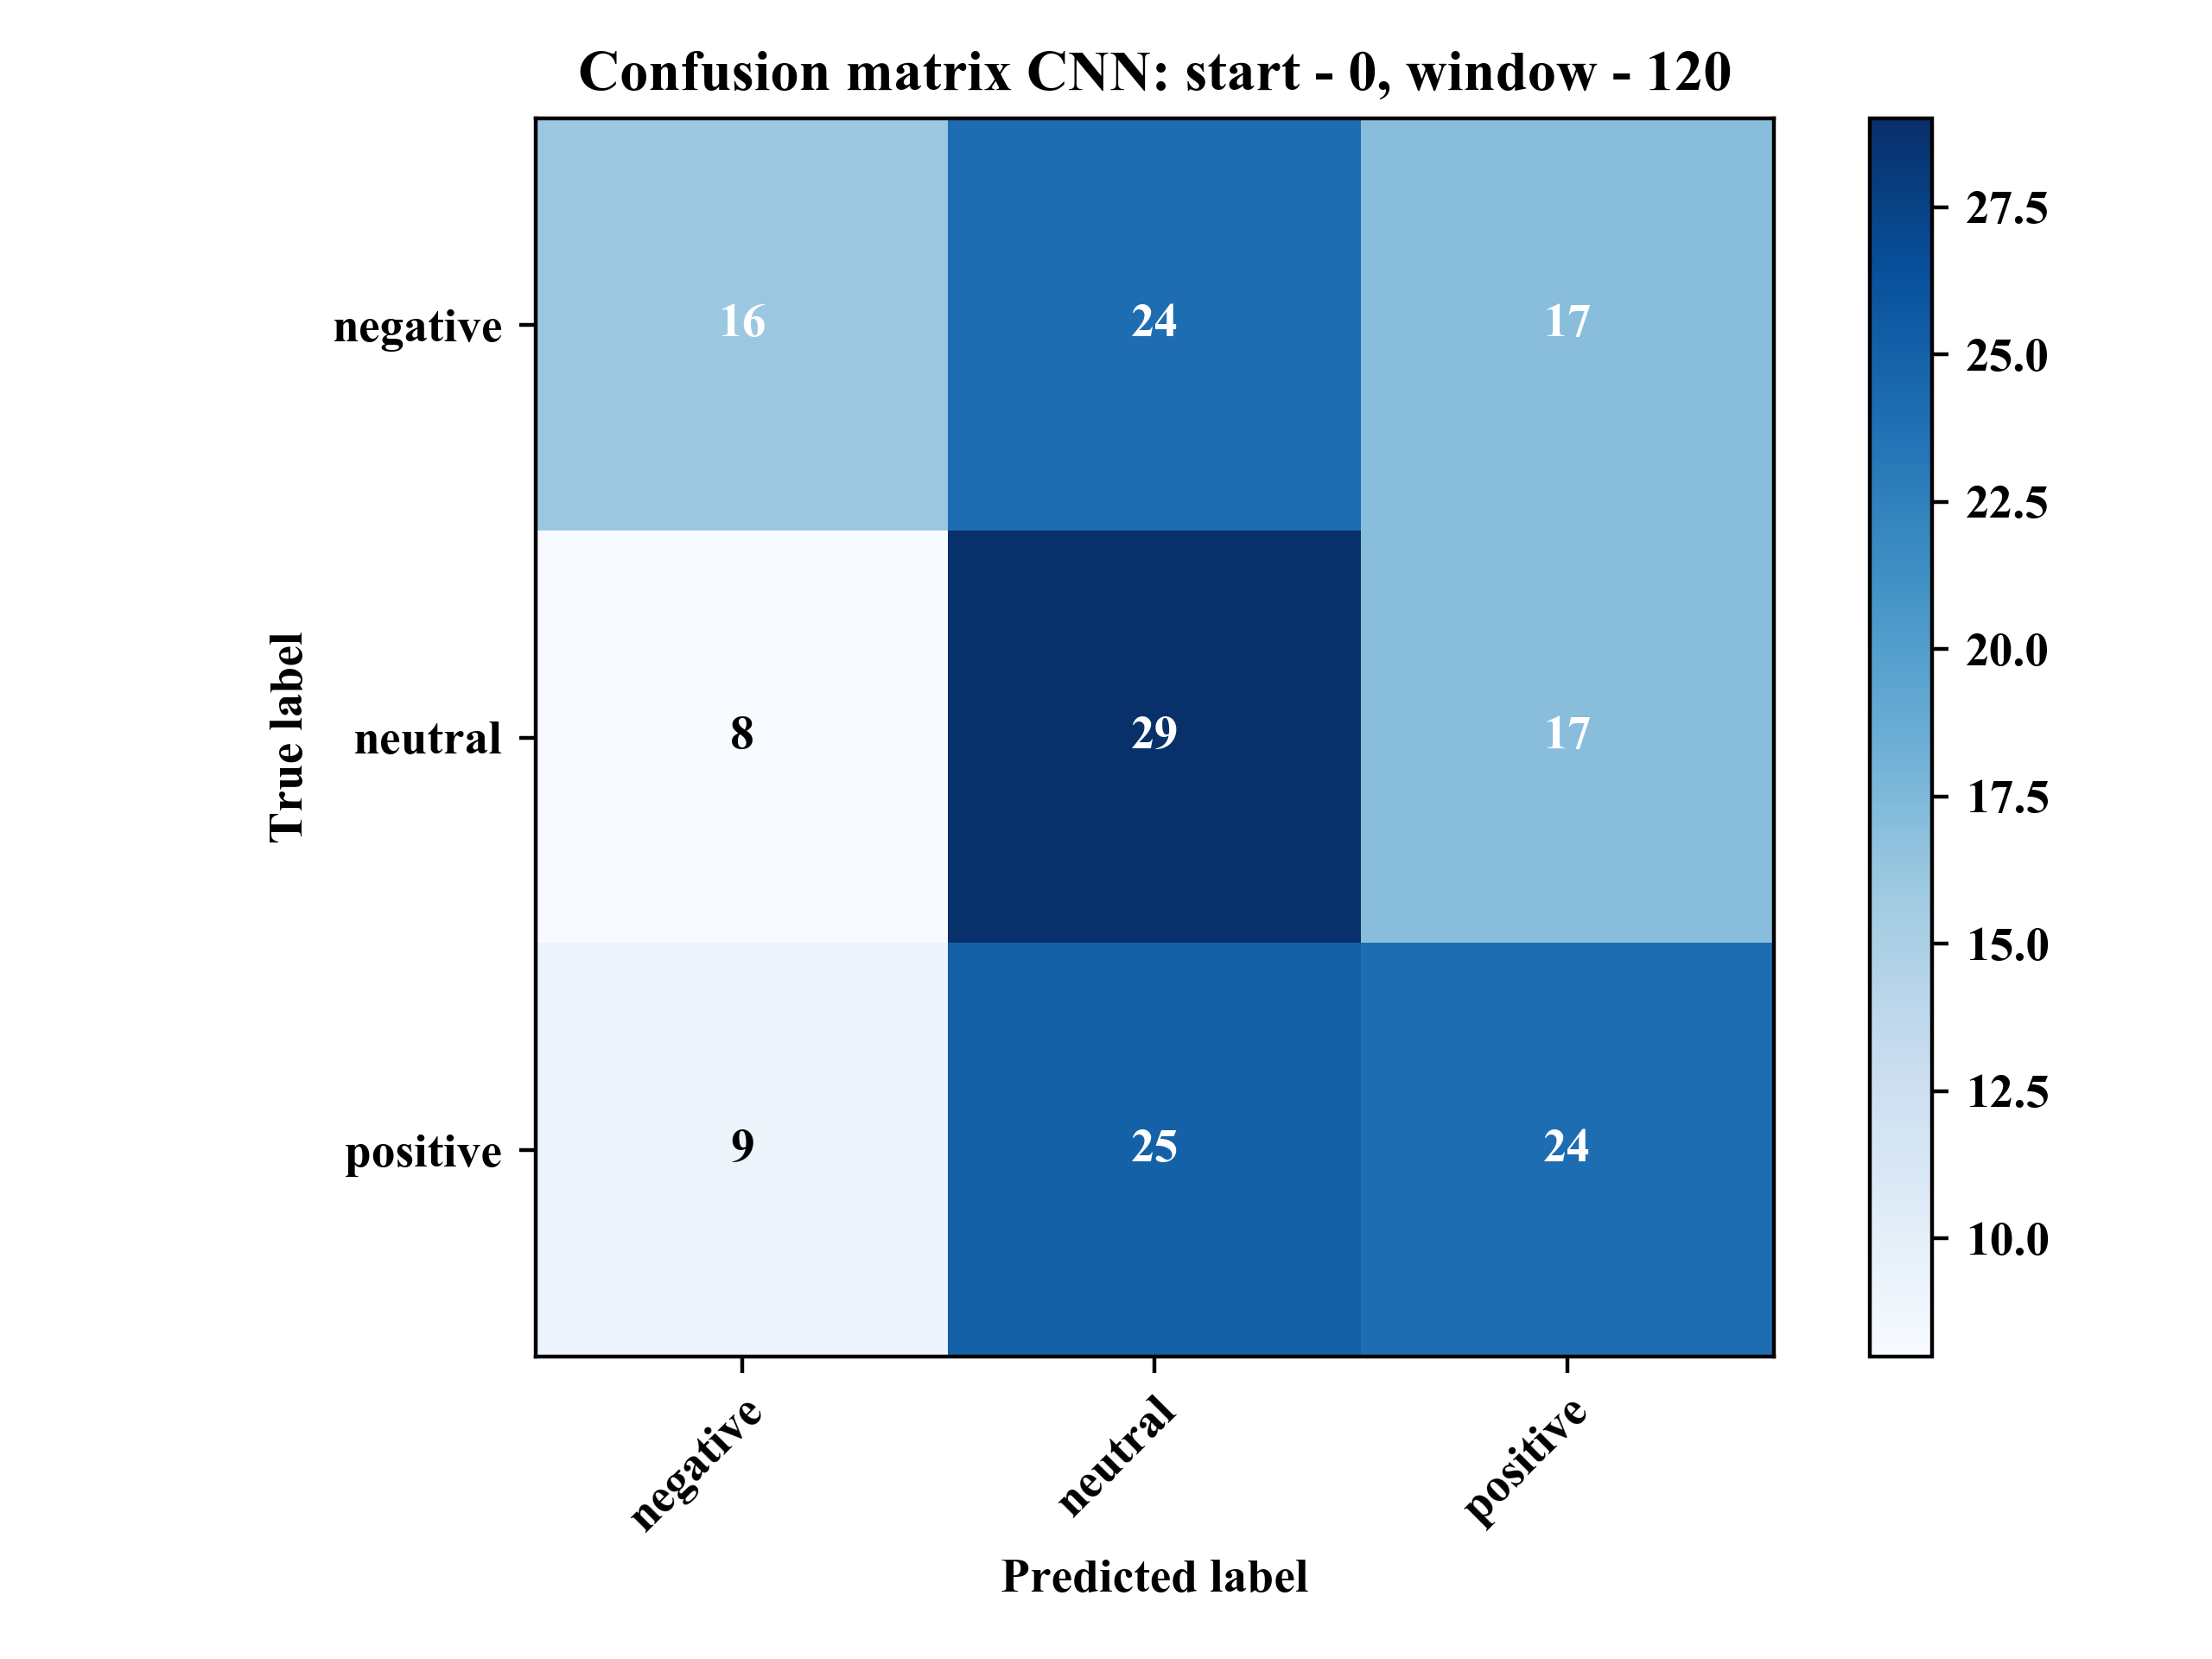 Confusion matrix CNN: start - 0, window - 120
True label
negative
16
24
17
neutral
8
29
17
positive
9
25
24
negative
neutral
positive
Predicted label
27.5
25.0
22.5
20.0
17.5
15.0
12.5
10.0